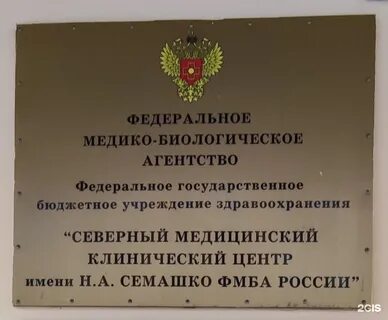 ФЕДЕРАЛЬНОЕ
МЕДИКО-БИОЛОГИЧЕСКОЕ
АГЕНТСТВО
Федеральное государственное
бюджетное учреждение здравоохранения
“СЕВЕРНЫЙ МЕДИЦИНСКИЙ
КЛИНИЧЕСКИЙ ЦЕНТР
имени Н.А. СЕМАШКО ФМБА РОССИИ”
2GIS